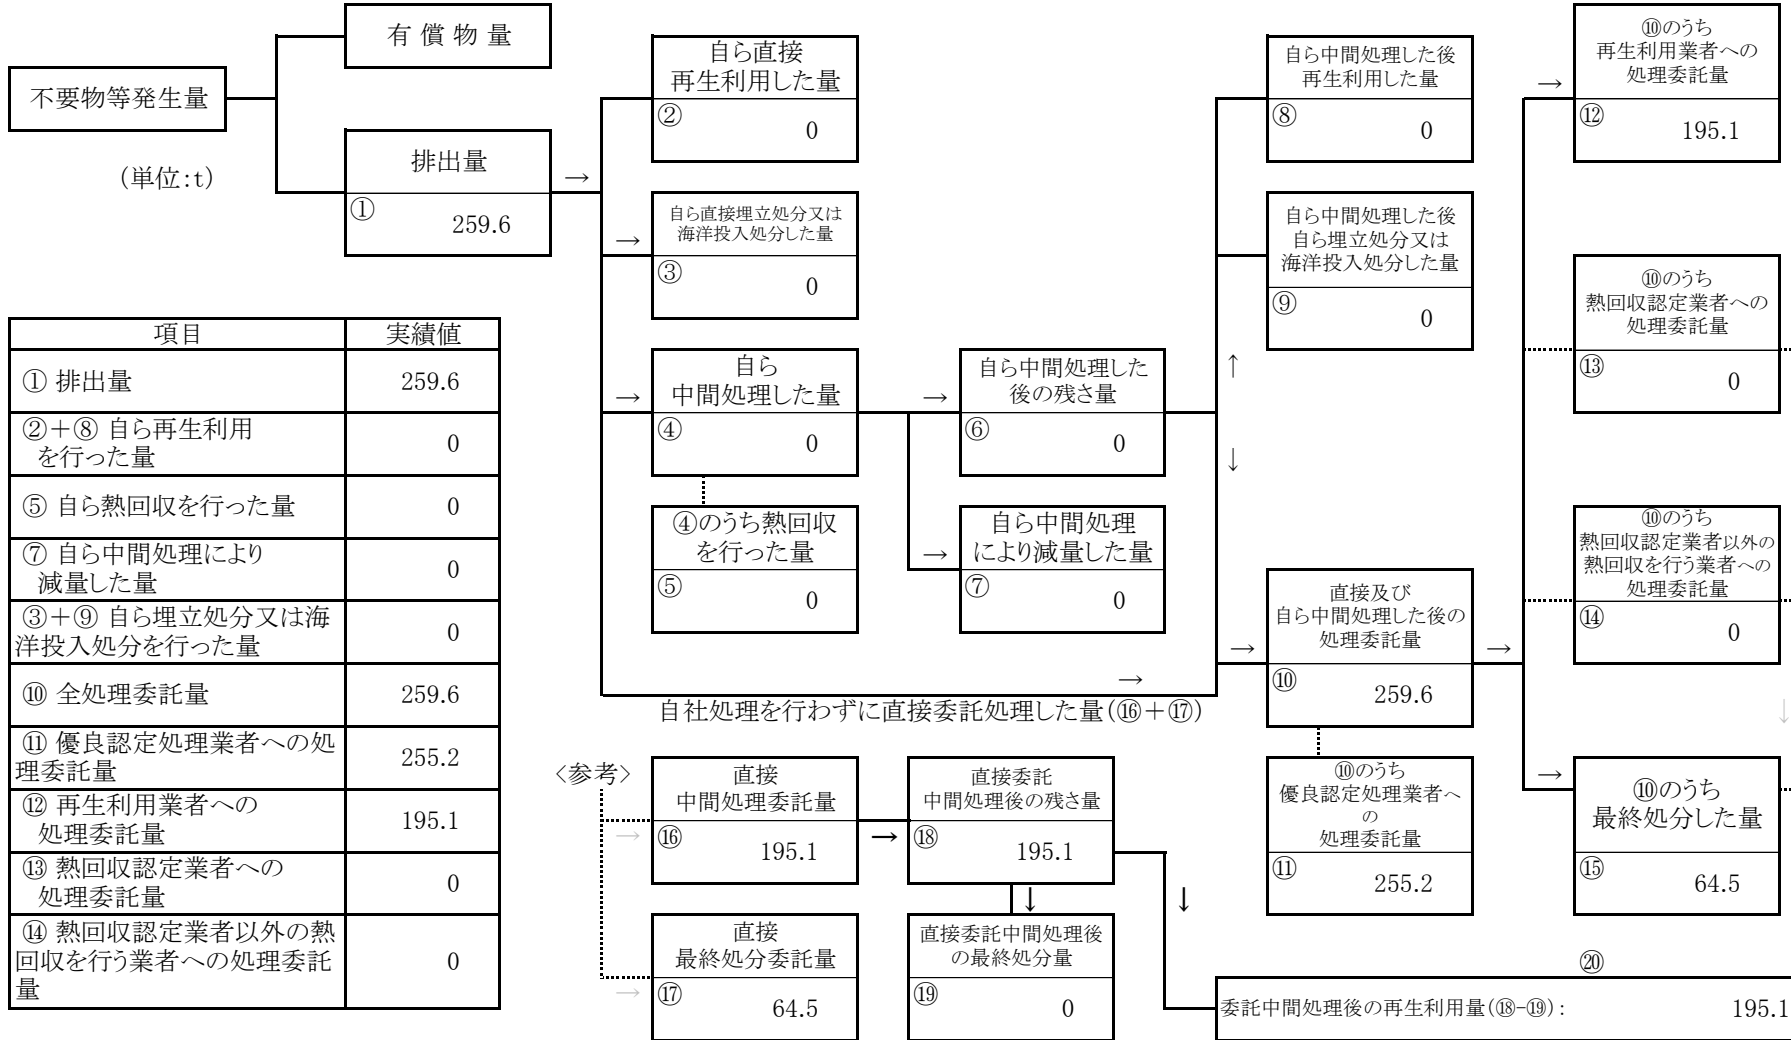 有 償 物 量
不要物等発生量
(単位:t)
排出量
①
259.6
→
自ら直接
再生利用した量
②
0
→
自ら直接埋立処分又は
海洋投入処分した量
③
0
→
自ら
中間処理した量
④
0
④のうち熱回収
を行った量
⑤
0
→
自ら中間処理した
後の残さ量
⑥
0
→
自ら中間処理
により減量した量
⑦
0
↑
↓
自ら中間処理した後
再生利用した量
⑧
0
自ら中間処理した後
自ら埋立処分又は
海洋投入処分した量
⑨
0
→
自社処理を行わずに直接委託処理した量(⑯+⑰)
→
直接及び
自ら中間処理した後の
処理委託量
⑩
259.6
→
⑩のうち
優良認定処理業者へ
の
処理委託量
⑪
255.2
→
⑩のうち
再生利用業者への
処理委託量
⑫
195.1
⑩のうち
熱回収認定業者への
処理委託量
⑬
0
⑩のうち
熱回収認定業者以外の
熱回収を行う業者への
処理委託量
⑭
0
↓
→
⑩のうち
最終処分した量
⑮
64.5
項目 実績値
① 排出量 259.6
②+⑧ 自ら再生利用
を行った量 0
⑤ 自ら熱回収を行った量 0
⑦ 自ら中間処理により
減量した量 0
③+⑨ 自ら埋立処分又は海
洋投入処分を行った量 0
⑩ 全処理委託量 259.6
⑪ 優良認定処理業者への処
理委託量 255.2
⑫ 再生利用業者への
処理委託量 195.1
⑬ 熱回収認定業者への
処理委託量 0
⑭ 熱回収認定業者以外の熱
回収を行う業者への処理委託
量 0
<参考>
→
直接
中間処理委託量
⑯
195.1
→
直接委託
中間処理後の残さ量
⑱
195.1
↓
↓
→
直接
最終処分委託量
⑰
64.5
直接委託中間処理後
の最終処分量
⑲
0
⑳
委託中間処理後の再生利用量(⑱-⑲): 195.1